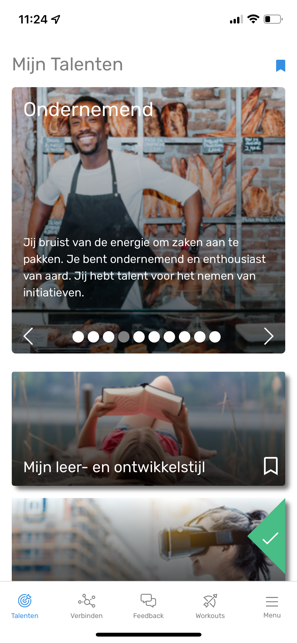 11:24
Mijn Talenten
Ondernemend
Jij bruist van de energie om zaken aan te
pakken. Je bent ondernemend en enthousiast
van aard. Jij hebt talent voor het nemen van
initiatieven.
Mijn leer- en ontwikkelstijl
Talenten Verbinden Feedback Workouts Menu